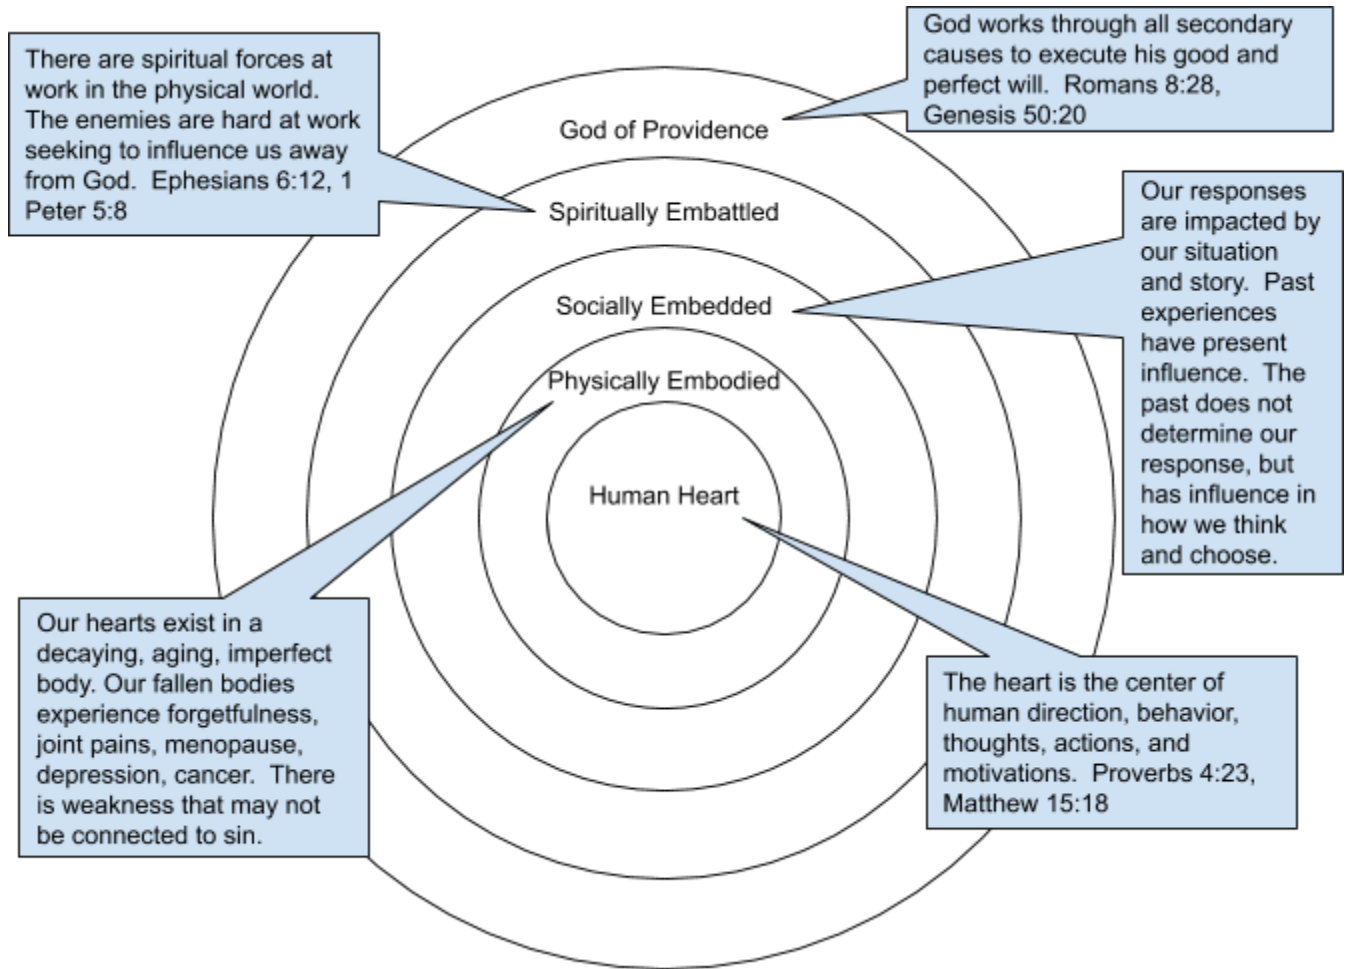 God works through all secondary
causes to execute his good and
perfect will.  Romans 8:28,
Genesis 50:20
There are spiritual forces at
work in the physical world.
The enemies are hard at work
seeking to influence us away
from God.  Ephesians 6:12, 1
Peter 5:8
God of Providence
Spiritually Embattled
Socially Embedded
Physically Embodied
Human Heart
Our responses
are impacted by
our situation
and story.  Past
experiences
have present
influence.  The
past does not
determine our
response, but
has influence in
how we think
and choose.
Our hearts exist in a
decaying, aging, imperfect
body. Our fallen bodies
experience forgetfulness,
joint pains, menopause,
depression, cancer.  There
is weakness that may not
be connected to sin.
The heart is the center of
human direction, behavior,
thoughts, actions, and
motivations.  Proverbs 4:23,
Matthew 15:18